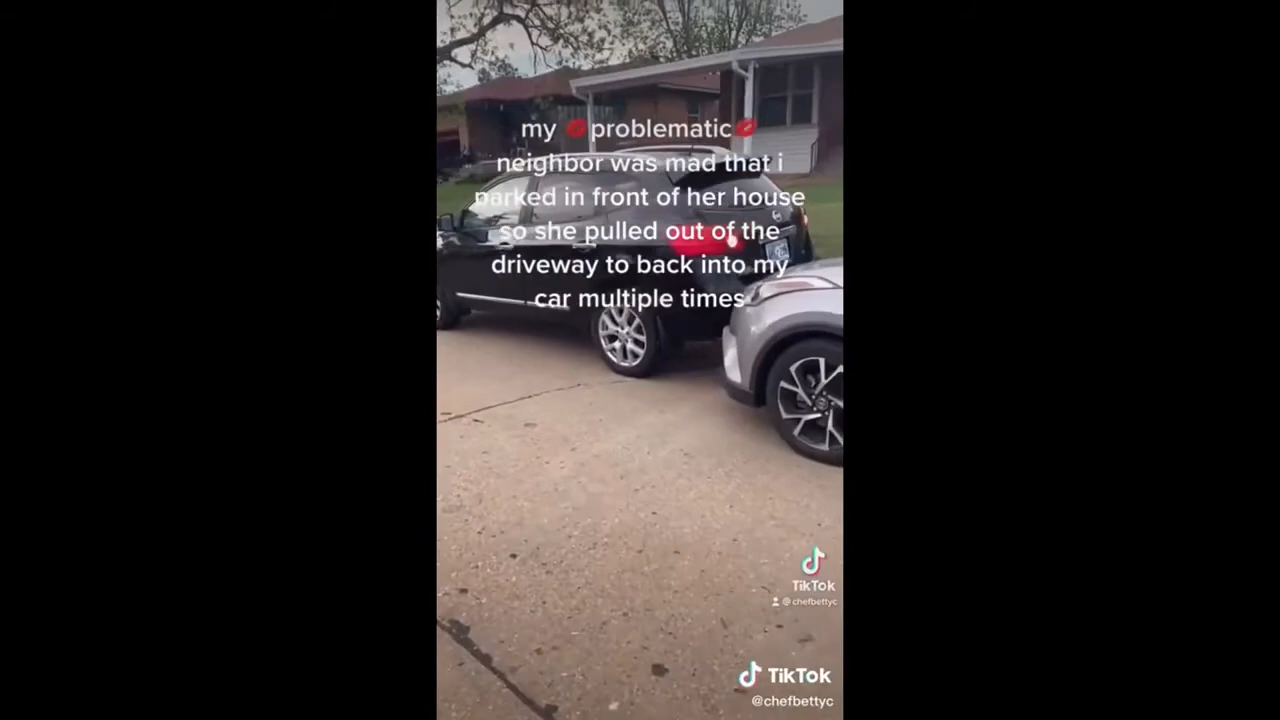 my 💋problematic💋
neighbor was mad that i
parked in front of her house
so she pulled out of the
driveway to back into my
car multiple times
TikTok
@chefbettyc
TikTok
@chefbettyc